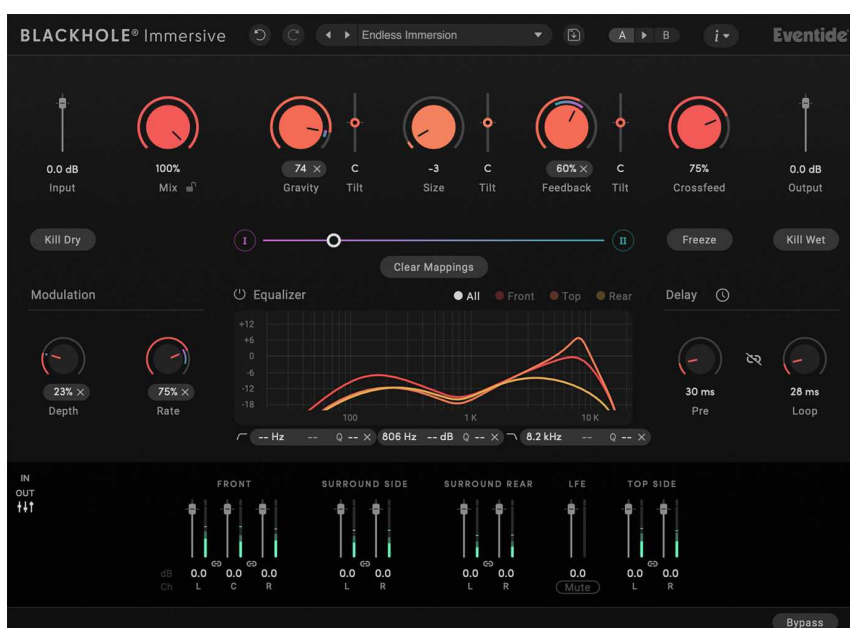 BLACKHOLE® Immersive
Endless Immersion
A B
i
Eventide
0.0 dB 100% 74 × C -3 C 60% × C 75% 0.0 dB
Input Mix Gravity Tilt Size Tilt Feedback Tilt Crossfeed Output
Kill Dry I II Freeze Kill Wet
Clear Mappings
Modulation Equalizer All Front Top Rear Delay
+12
+6
0
-6
-12
-18
100 1 K 10 K
23% × 75% × 30 ms 28 ms
Depth Rate Pre Loop
-- Hz -- Q -- × 806 Hz -- dB Q -- × 8.2 kHz -- Q -- ×
IN
OUT
FRONT SURROUND SIDE SURROUND REAR LFE TOP SIDE
dB 0.0 0.0 0.0 0.0 0.0 0.0 0.0 0.0 0.0 0.0
Ch L C R L R L R Mute L R
Bypass